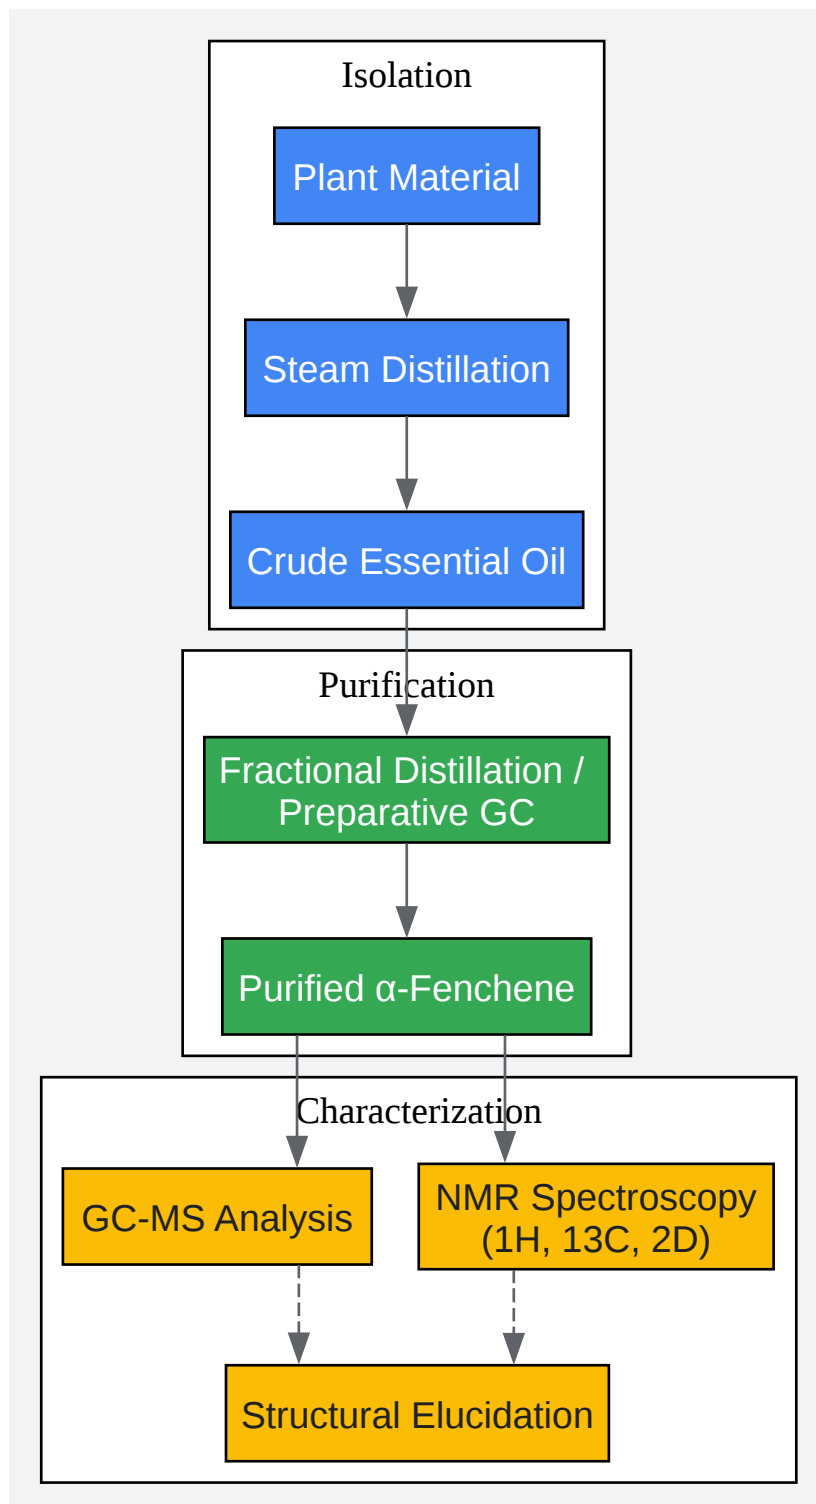 Isolation
Plant Material
Steam Distillation
Crude Essential Oil
Purification
Fractional Distillation /
Preparative GC
Purified α-Fenchene
Characterization
GC-MS Analysis
NMR Spectroscopy
(1H, 13C, 2D)
Structural Elucidation